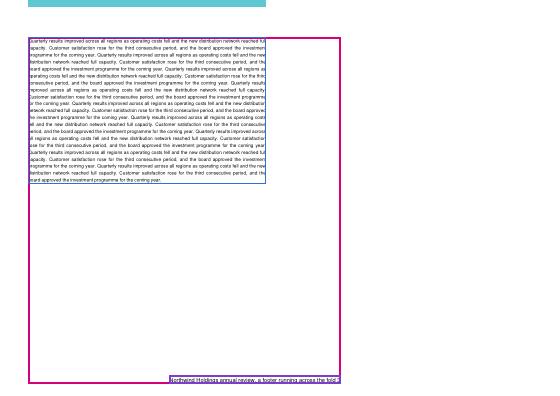 Quarterly results improved across all regions as operating costs fell and the new distribution network reached full
capacity. Customer satisfaction rose for the third consecutive period, and the board approved the investment
programme for the coming year. Quarterly results improved across all regions as operating costs fell and the new
distribution network reached full capacity. Customer satisfaction rose for the third consecutive period, and the
board approved the investment programme for the coming year. Quarterly results improved across all regions as
operating costs fell and the new distribution network reached full capacity. Customer satisfaction rose for the third
consecutive period, and the board approved the investment programme for the coming year. Quarterly results
improved across all regions as operating costs fell and the new distribution network reached full capacity.
Customer satisfaction rose for the third consecutive period, and the board approved the investment programme
for the coming year. Quarterly results improved across all regions as operating costs fell and the new distribution
network reached full capacity. Customer satisfaction rose for the third consecutive period, and the board approved
the investment programme for the coming year. Quarterly results improved across all regions as operating costs
fell and the new distribution network reached full capacity. Customer satisfaction rose for the third consecutive
period, and the board approved the investment programme for the coming year. Quarterly results improved across
all regions as operating costs fell and the new distribution network reached full capacity. Customer satisfaction
rose for the third consecutive period, and the board approved the investment programme for the coming year.
Quarterly results improved across all regions as operating costs fell and the new distribution network reached full
capacity. Customer satisfaction rose for the third consecutive period, and the board approved the investment
programme for the coming year. Quarterly results improved across all regions as operating costs fell and the new
distribution network reached full capacity. Customer satisfaction rose for the third consecutive period, and the
board approved the investment programme for the coming year.
Northwind Holdings annual review, a footer running across the fold